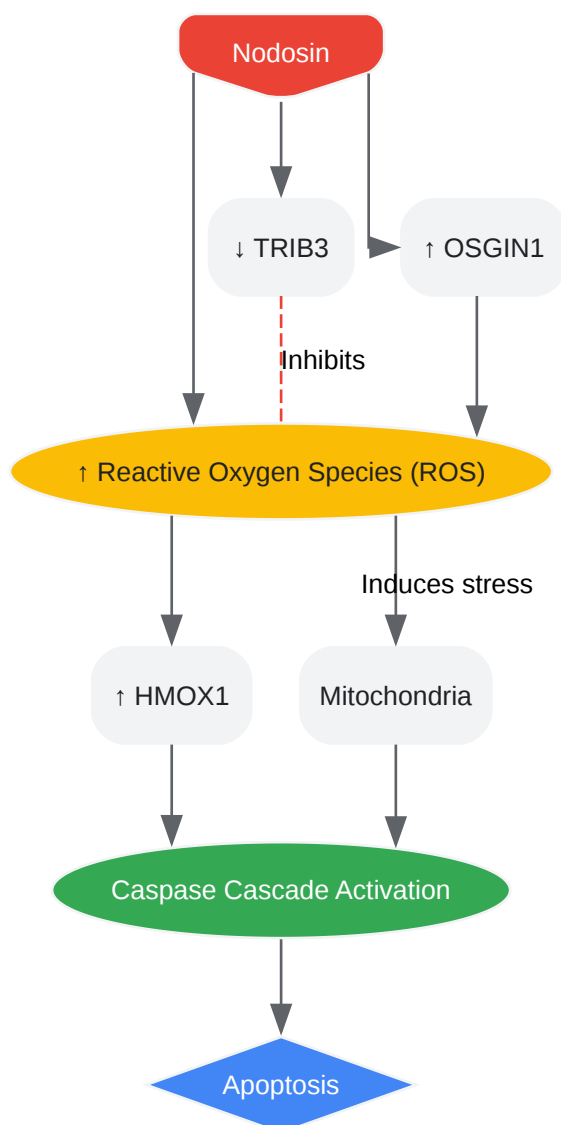 Nodosin
↓ TRIB3
↑ OSGIN1
Inhibits
↑ Reactive Oxygen Species (ROS)
Induces stress
↑ HMOX1
Mitochondria
Caspase Cascade Activation
Apoptosis